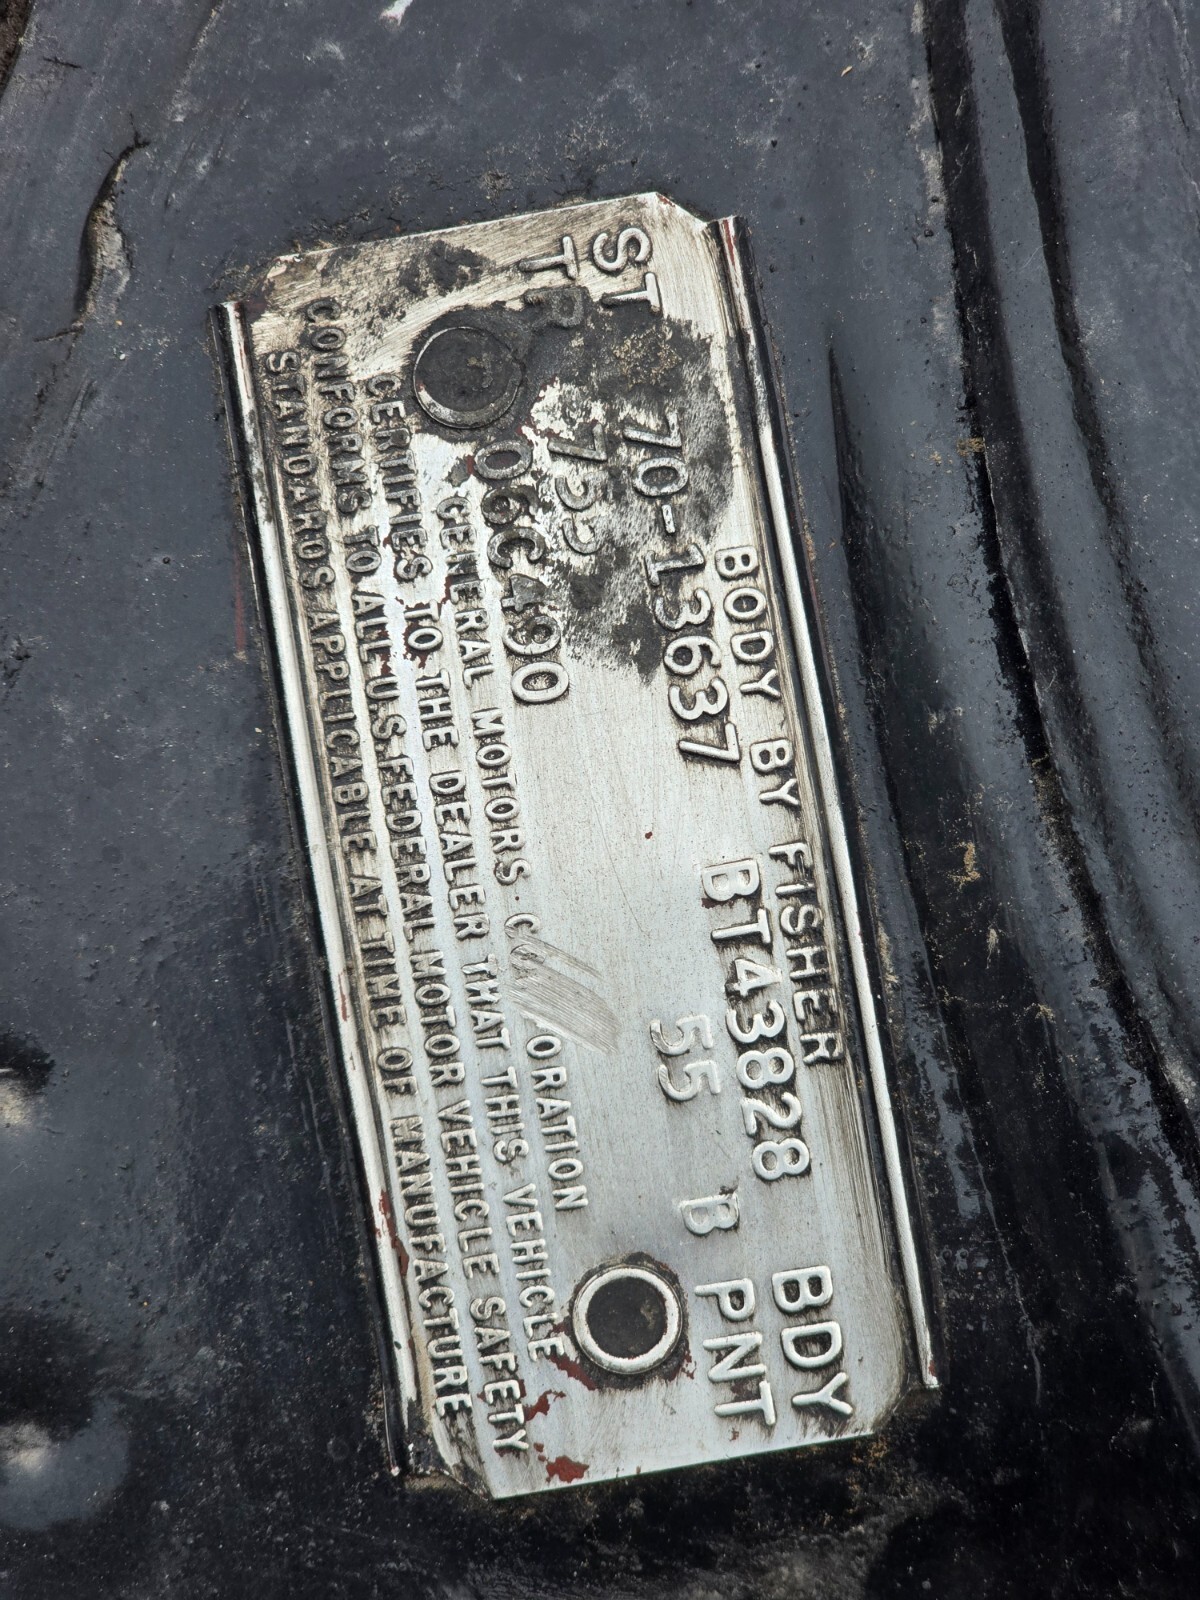 BODY BY FISHER
ST 70-13637 BT43828 BDY
TR 755 55 B PNT
06C490
GENERAL MOTORS ORATION
CERTIFIES TO THE DEALER THAT THIS VEHICLE
CONFORMS TO ALL U.S. FEDERAL MOTOR VEHICLE SAFETY
STANDARDS APPLICABLE AT TIME OF MANUFACTURE